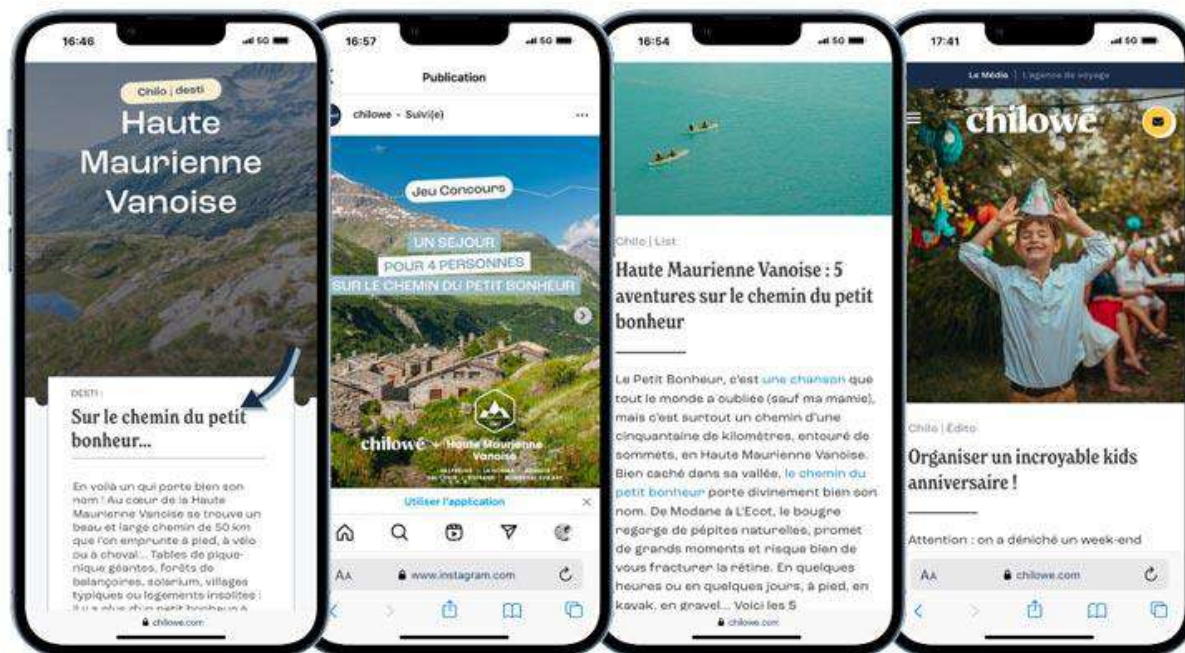 16:46
5G
Chilo | desti
Haute
Maurienne
Vanoise
DESTI :
Sur le chemin du petit
bonheur...
En voilà un qui porte bien son
nom ! Au cœur de la Haute
Maurienne Vanoise se trouve un
beau et large chemin de 50 km
que l'on emprunte à pied, à vélo
ou à cheval... Tables de pique-
nique géantes, forêts de
balançoires, solarium, villages
typiques ou logements insolites :
il y a plus d'un petit bonheur à
chilowe.com
16:57
5G
Publication
chilowe • Suivi(e)
...
Jeu Concours
UN SÉJOUR
POUR 4 PERSONNES
SUR LE CHEMIN DU PETIT BONHEUR
chilowé + Haute Maurienne
Vanoise
Utiliser l'application
AA
www.instagram.com
16:54
5G
Chilo | List
Haute Maurienne Vanoise : 5
aventures sur le chemin du petit
bonheur
Le Petit Bonheur, c'est une chanson que
tout le monde a oubliée (sauf ma mamie),
mais c'est surtout un chemin d'une
cinquantaine de kilomètres, entouré de
sommets, en Haute Maurienne Vanoise.
Bien caché dans sa vallée, le chemin du
petit bonheur porte divinement bien son
nom. De Modane à L'Ecot, le bougre
regorge de pépites naturelles, promet
de grands moments et risque bien de
vous fracturer la rétine. En quelques
heures ou en quelques jours, à pied, en
kayak, en gravel... Voici les 5
chilowe.com
17:41
5G
Le Média | L'agence de voyage
chilowé
Chilo | Édito
Organiser un incroyable kids
anniversaire !
Attention : on a déniché un week-end
AA
chilowe.com